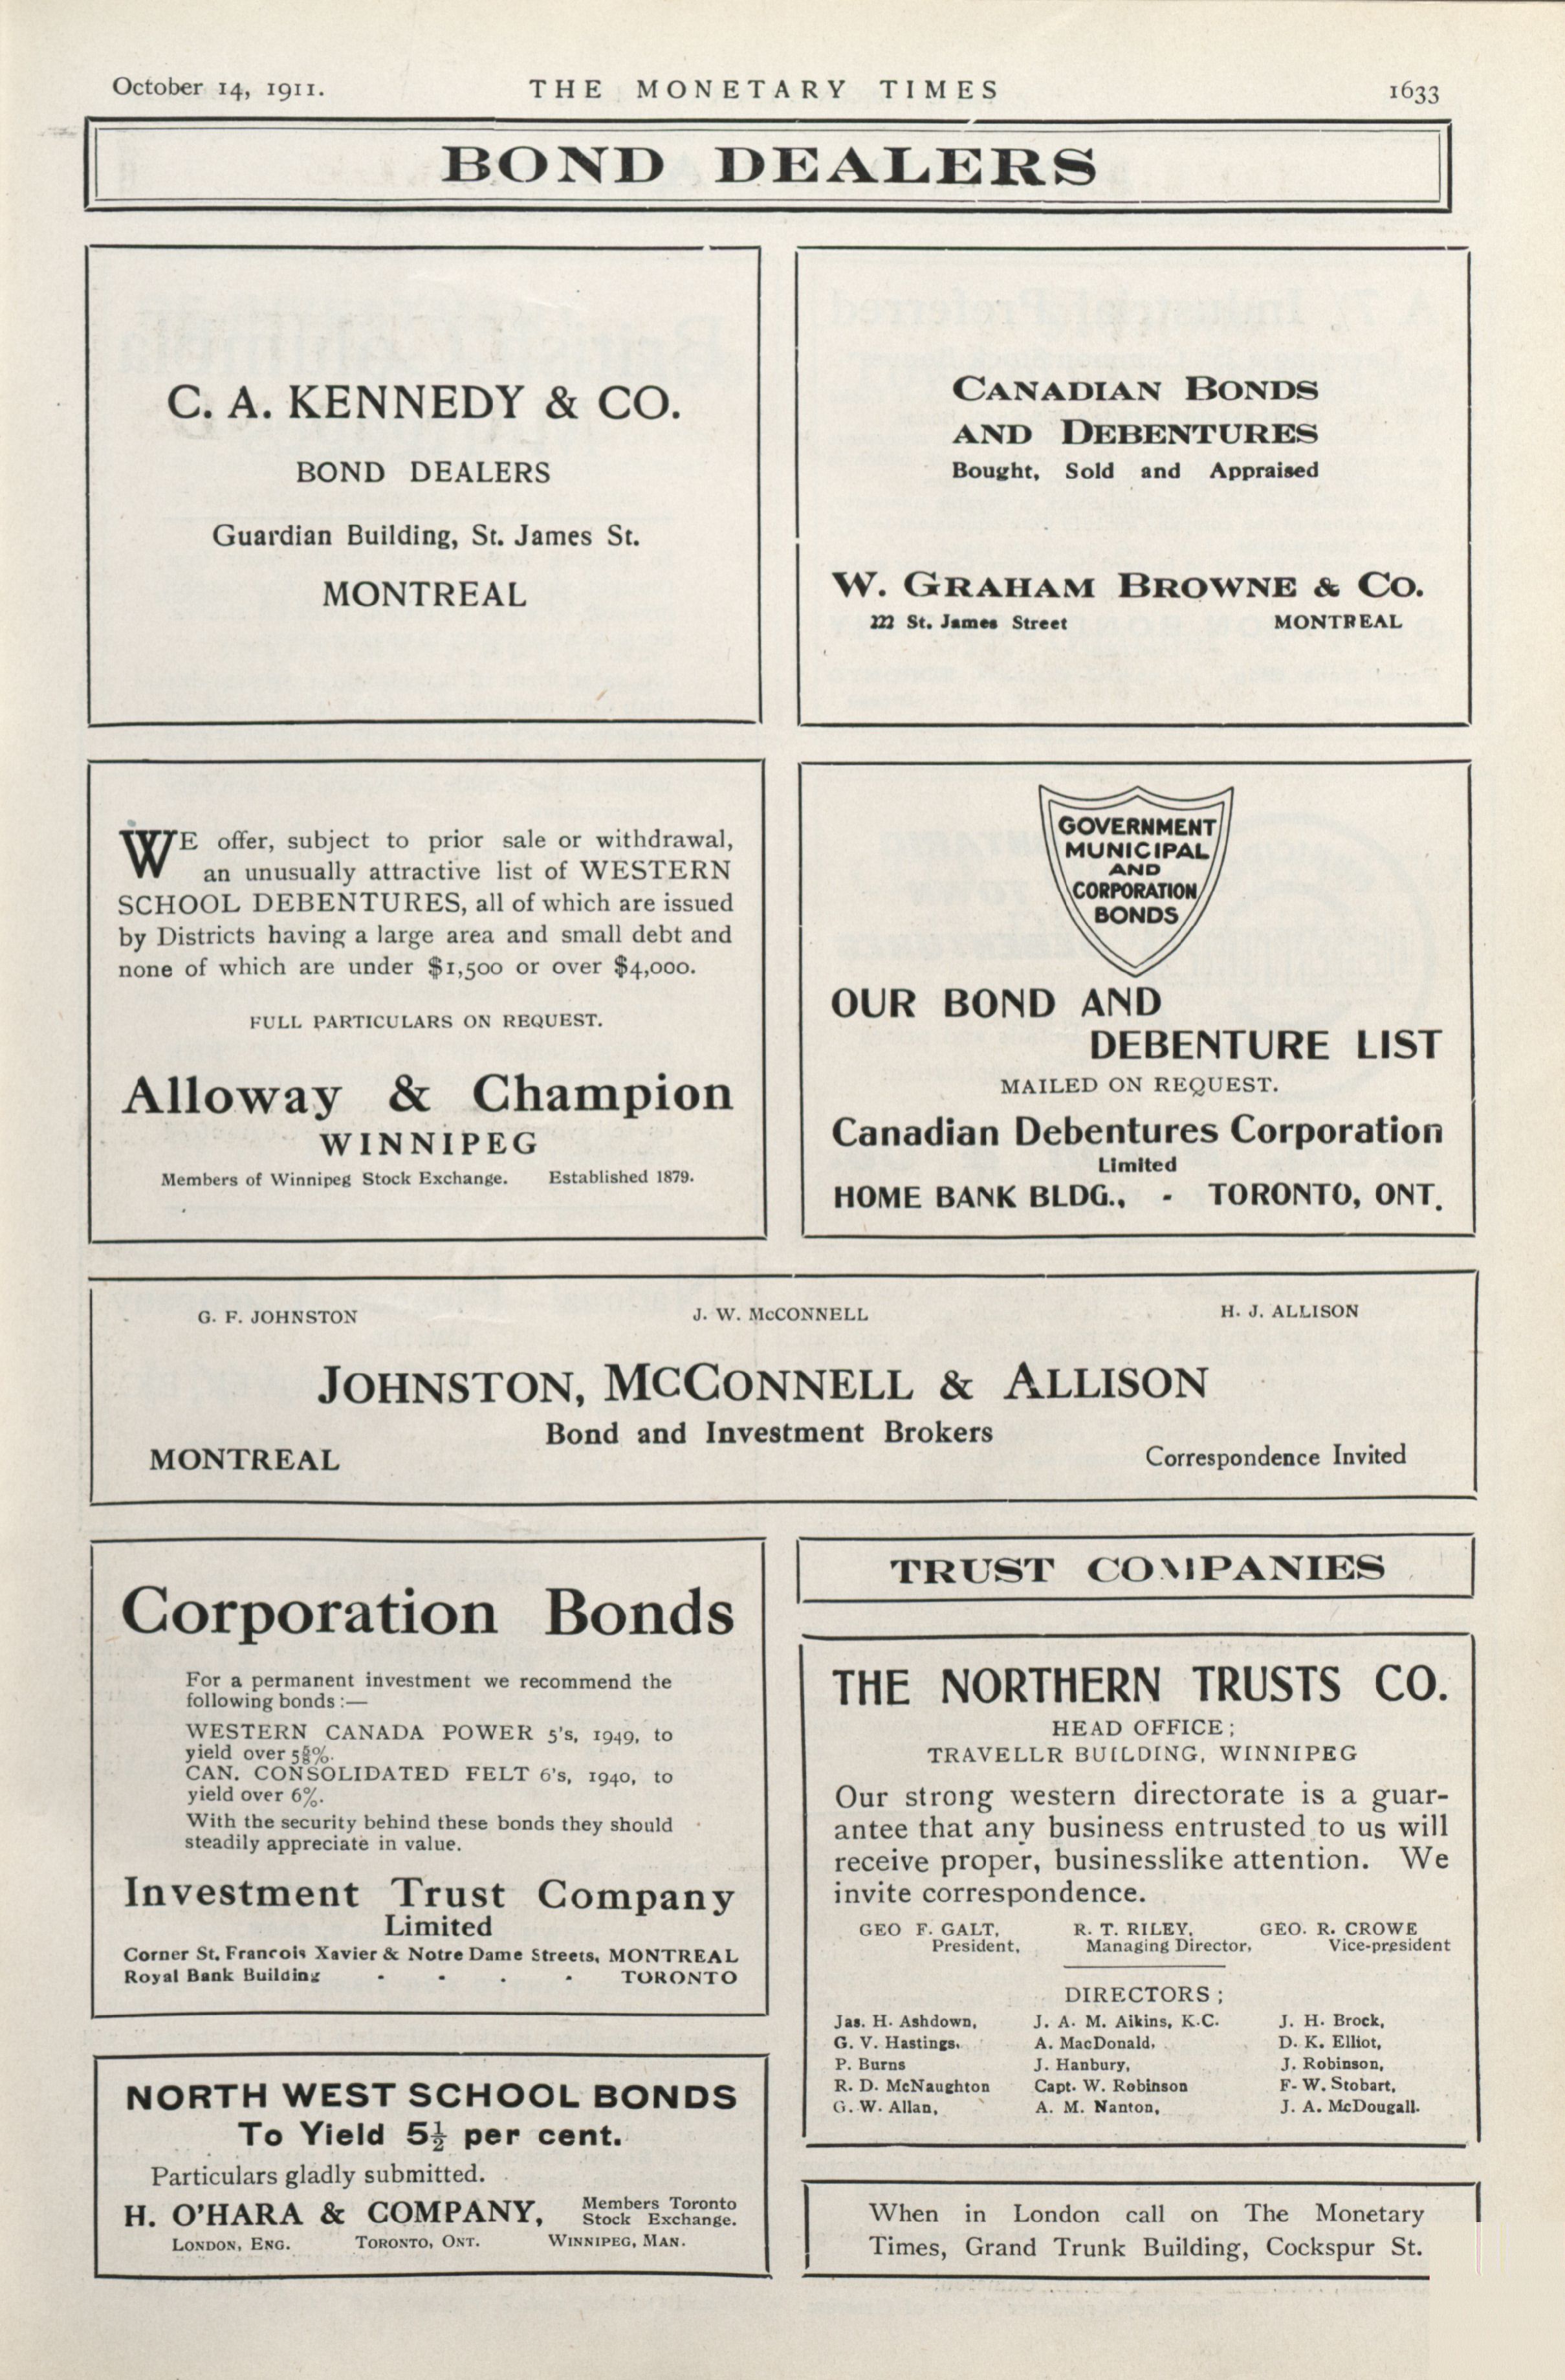 October 14, 1911.
THE MONETARY TIMES
1633
BOND DEALERS
C. A. KENNEDY & CO.
BOND DEALERS
Guardian Building, St. James St.
MONTREAL
CANADIAN BONDS
AND DEBENTURES
Bought, Sold and Appraised
W. GRAHAM BROWNE & CO.
222 St. James Street MONTREAL
WE offer, subject to prior sale or withdrawal,
an unusually attractive list of WESTERN
SCHOOL DEBENTURES, all of which are issued
by Districts having a large area and small debt and
none of which are under $1,500 or over $4,000.
FULL PARTICULARS ON REQUEST.
Alloway & Champion
WINNIPEG
Members of Winnipeg Stock Exchange. Established 1879.
GOVERNMENT
MUNICIPAL
AND
CORPORATION
BONDS
OUR BOND AND
DEBENTURE LIST
MAILED ON REQUEST.
Canadian Debentures Corporation
Limited
HOME BANK BLDG., - TORONTO, ONT.
G. F. JOHNSTON J. W. McCONNELL H. J. ALLISON
JOHNSTON, MCCONNELL & ALLISON
Bond and Investment Brokers
MONTREAL Correspondence Invited
Corporation Bonds
For a permanent investment we recommend the
following bonds :—
WESTERN CANADA POWER 5's, 1949, to
yield over 5⅝%.
CAN. CONSOLIDATED FELT 6's, 1940, to
yield over 6%.
With the security behind these bonds they should
steadily appreciate in value.
Investment Trust Company
Limited
Corner St. Francois Xavier & Notre Dame Streets, MONTREAL
Royal Bank Building - - . - TORONTO
NORTH WEST SCHOOL BONDS
To Yield 5½ per cent.
Particulars gladly submitted.
H. O'HARA & COMPANY, Members Toronto
Stock Exchange.
LONDON, ENG. TORONTO, ONT. WINNIPEG, MAN.
TRUST COMPANIES
THE NORTHERN TRUSTS CO.
HEAD OFFICE;
TRAVELLR BUILDING, WINNIPEG
Our strong western directorate is a guar-
antee that any business entrusted to us will
receive proper, businesslike attention. We
invite correspondence.
GEO F. GALT, R. T. RILEY, GEO. R. CROWE
President, Managing Director, Vice-president
DIRECTORS ;
Jas. H. Ashdown, J. A. M. Aikins, K.C. J. H. Brock,
G. V. Hastings. A. MacDonald, D. K. Elliot,
P. Burns J. Hanbury, J. Robinson,
R. D. McNaughton Capt. W. Robinson F. W. Stobart,
G. W. Allan, A. M. Nanton, J. A. McDougall.
When in London call on The Monetary
Times, Grand Trunk Building, Cockspur St.